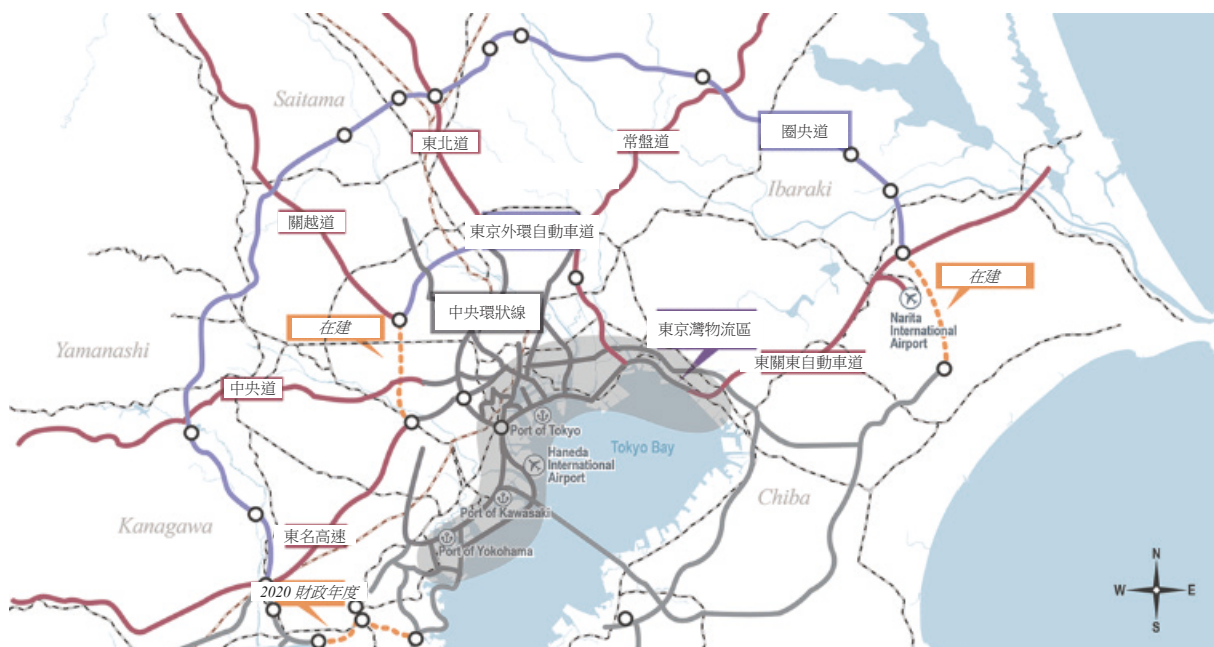 Saitama
東北道
常盤道
圈央道
Ibaraki
關越道
東京外環自動車道
在建
中央環狀線
在建
Narita
International
Airport
東京灣物流區
Yamanashi
中央道
東關東自動車道
Port of Tokyo
Tokyo Bay
Haneda
International
Airport
Chiba
Port of Kawasaki
Kanagawa
東名高速
Port of Yokohama
2020 財政年度
N
W
E
S